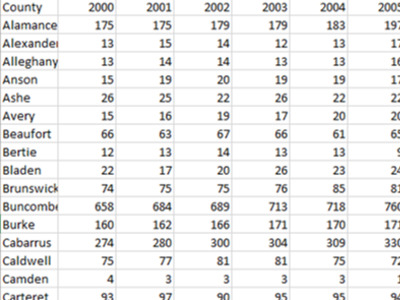 County 2000 2001 2002 2003 2004 2005
Alamance 175 175 179 179 183 197
Alexander 13 15 14 12 13 17
Alleghany 13 14 14 13 13 16
Anson 15 19 20 19 19 17
Ashe 26 25 22 26 22 22
Avery 15 16 19 17 20 20
Beaufort 66 63 67 66 61 65
Bertie 12 13 14 13 13 9
Bladen 22 17 20 26 23 24
Brunswick 74 75 75 76 85 81
Buncombe 658 684 689 713 718 760
Burke 160 162 166 171 170 171
Cabarrus 274 280 300 304 309 330
Caldwell 75 77 81 81 75 72
Camden 4 3 3 3 3 1
Carteret 93 97 90 95 95 94